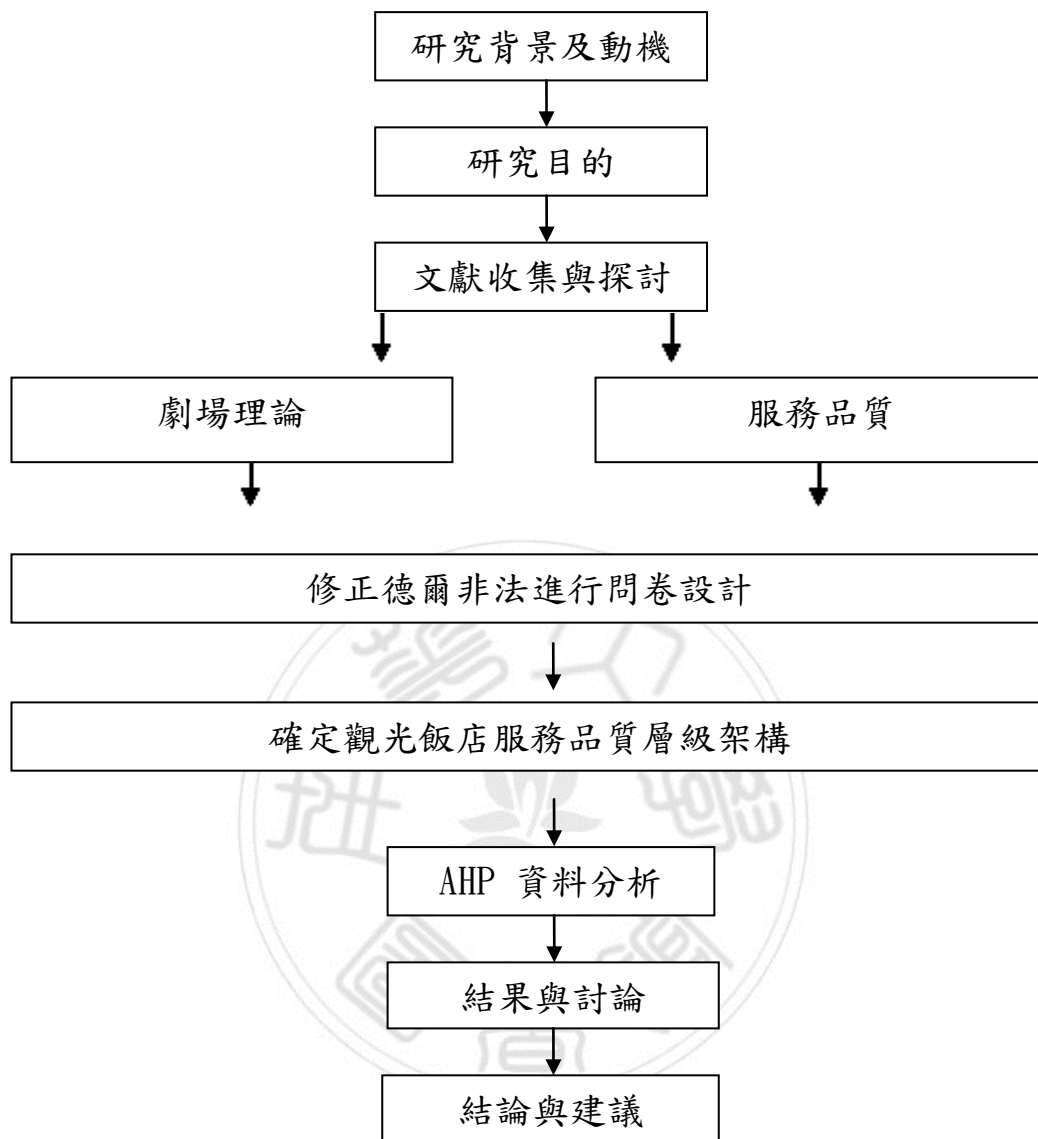 研究背景及動機
研究目的
文獻收集與探討
劇場理論
服務品質
修正德爾非法進行問卷設計
確定觀光飯店服務品質層級架構
AHP 資料分析
結果與討論
結論與建議